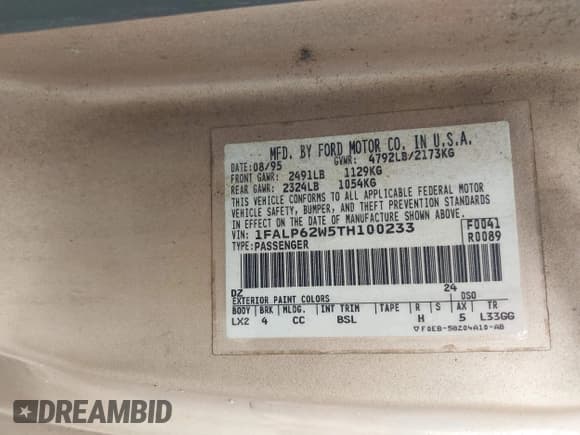 MFD. BY FORD MOTOR CO. IN U.S.A.
DATE: 08/95 GVWR: 4792LB/2173KG
FRONT GAWR: 2491LB 1129KG
REAR GAWR: 2324LB 1054KG
THIS VEHICLE CONFORMS TO ALL APPLICABLE FEDERAL MOTOR
VEHICLE SAFETY, BUMPER, AND THEFT PREVENTION STANDARDS
IN EFFECT ON THE DATE OF MANUFACTURE SHOWN ABOVE.
VIN: 1FALP62W5TH100233 F0041
TYPE: PASSENGER R0089
DZ 24
EXTERIOR PAINT COLORS DSO
BODY BRK MLDG. INT TRIM TAPE R S AX TR
LX2 4 CC BSL H 5 L33GG
▽F0EB-58204A10-AB
DREAMBID